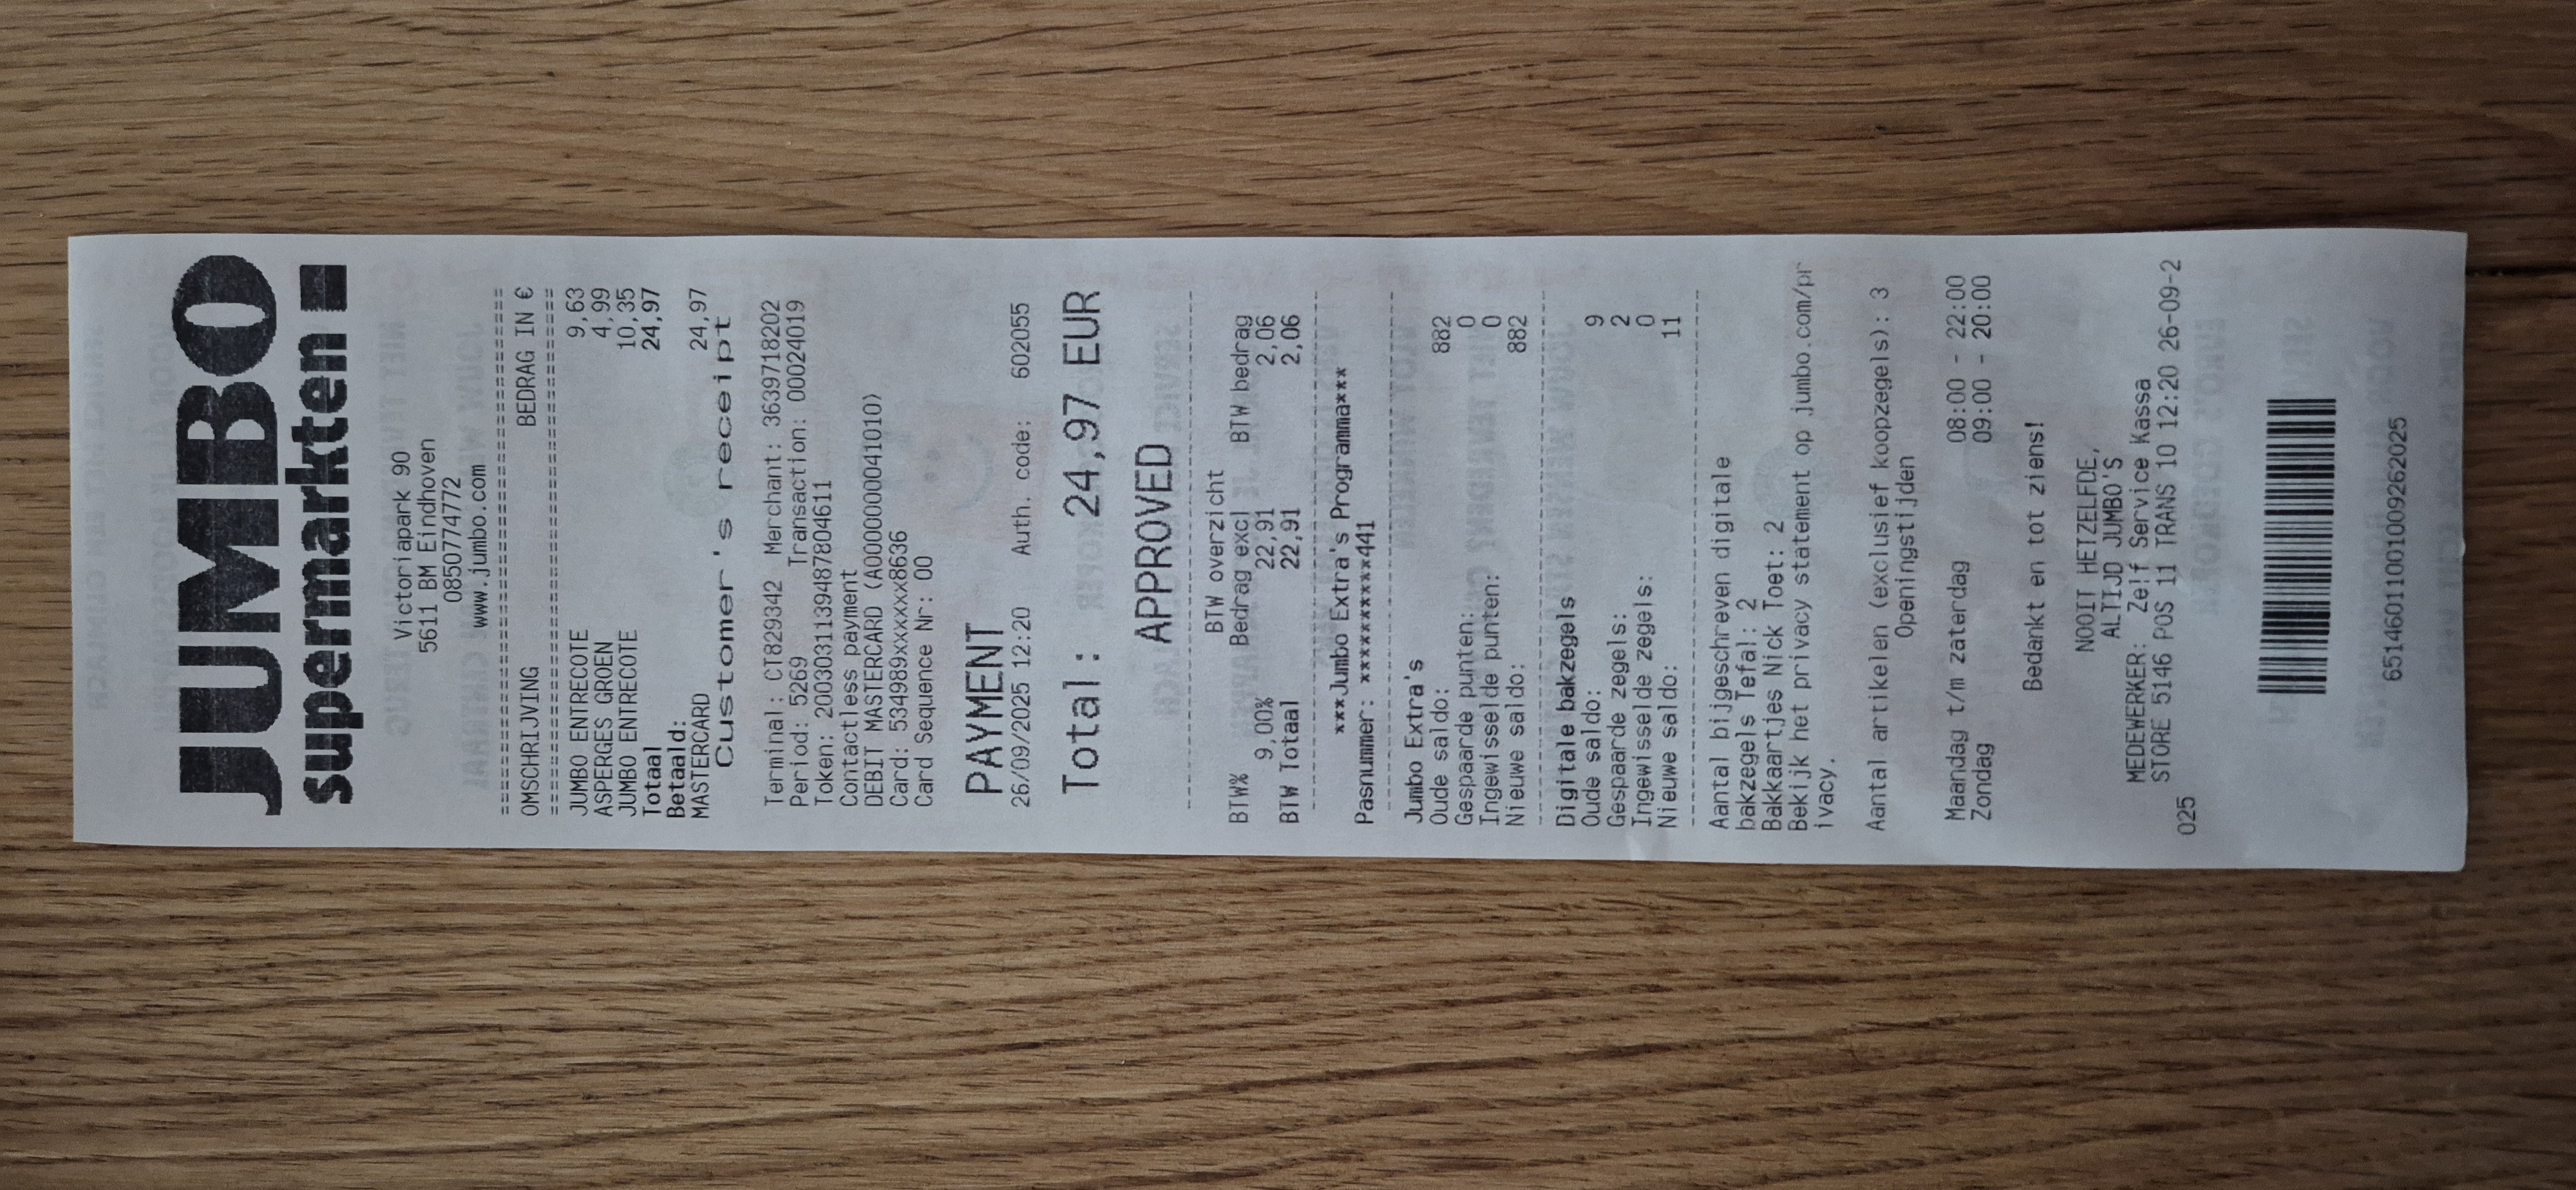 JUMBO
supermarkten
Victoriapark 90
5611 BM Eindhoven
0850774772
www.jumbo.com
==========================================
OMSCHRIJVING BEDRAG IN €
==========================================
JUMBO ENTRECOTE 9,63
ASPERGES GROEN 4,99
JUMBO ENTRECOTE 10,35
Totaal 24,97
Betaald:
MASTERCARD 24,97
Customer's receipt
Terminal: CT829342 Merchant: 3639718202
Period: 5269 Transaction: 00024019
Token: 2003031139487804611
Contactless payment
DEBIT MASTERCARD (A0000000041010)
Card: 534989xxxxxx8636
Card Sequence Nr: 00
PAYMENT
26/09/2025 12:20 Auth. code: 602055
Total: 24,97 EUR
APPROVED
-----------------------------------------
BTW overzicht
BTW% Bedrag excl BTW bedrag
9,00% 22,91 2,06
BTW Totaal 22,91 2,06
-----------------------------------------
***Jumbo Extra's Programma***
Pasnummer: **********441
-----------------------------------------
Jumbo Extra's
Oude saldo: 882
Gespaarde punten: 0
Ingewisselde punten: 0
Nieuwe saldo: 882
-----------------------------------------
Digitale bakzegels
Oude saldo: 9
Gespaarde zegels: 2
Ingewisselde zegels: 0
Nieuwe saldo: 11
-----------------------------------------
Aantal bijgeschreven digitale
bakzegels Tefal: 2
Bakkaartjes Nick Toet: 2
Bekijk het privacy statement op jumbo.com/pr
ivacy.
Aantal artikelen (exclusief koopzegels): 3
Openingstijden
Maandag t/m zaterdag 08:00 - 22:00
Zondag 09:00 - 20:00
Bedankt en tot ziens!
NOOIT HETZELFDE,
ALTIJD JUMBO'S
MEDEWERKER: Zelf Service Kassa
STORE 5146 POS 11 TRANS 10 12:20 26-09-2
025
65146011001009262025